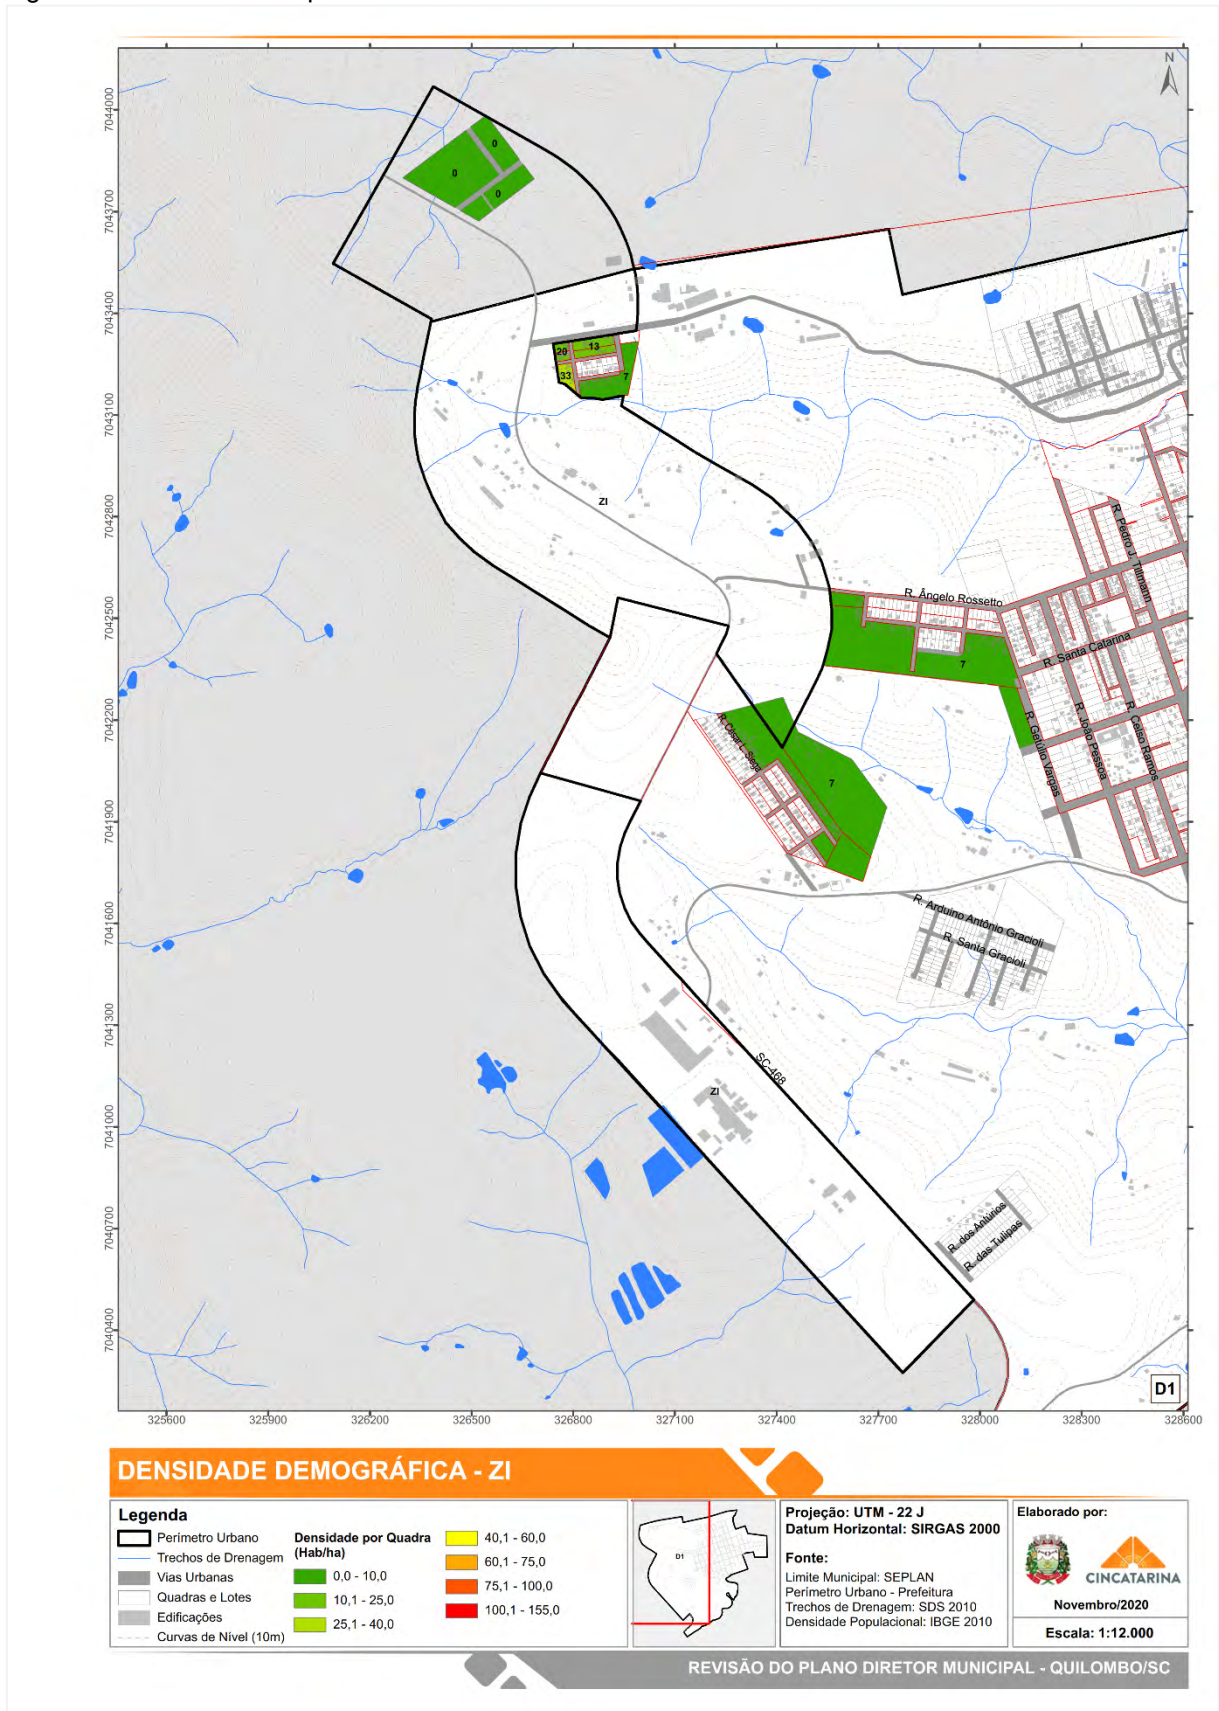 N
7044000
7043700
7043400
7043100
7042800
7042500
7042200
7041900
7041600
7041300
7041000
7040700
7040400
0
0
0
20
13
33
7
ZI
R. Pedro J. Tillmann
R. Ângelo Rossetto
R. Santa Catarina
7
R. César L. Siega
R. Getúlio Vargas
R. João Pessoa
R. Celso Ramos
7
R. Arduino Antônio Gracioli
R. Santa Gracioli
SC-468
ZI
R. dos Antúrios
R. das Tulipas
D1
325600 325900 326200 326500 326800 327100 327400 327700 328000 328300 328600
DENSIDADE DEMOGRÁFICA - ZI
Legenda
Perímetro Urbano
Trechos de Drenagem
Vias Urbanas
Quadras e Lotes
Edificações
Curvas de Nível (10m)
Densidade por Quadra
(Hab/ha)
0,0 - 10,0
10,1 - 25,0
25,1 - 40,0
40,1 - 60,0
60,1 - 75,0
75,1 - 100,0
100,1 - 155,0
D1
Projeção: UTM - 22 J
Datum Horizontal: SIRGAS 2000
Fonte:
Limite Municipal: SEPLAN
Perímetro Urbano - Prefeitura
Trechos de Drenagem: SDS 2010
Densidade Populacional: IBGE 2010
Elaborado por:
CINCATARINA
Novembro/2020
Escala: 1:12.000
REVISÃO DO PLANO DIRETOR MUNICIPAL - QUILOMBO/SC